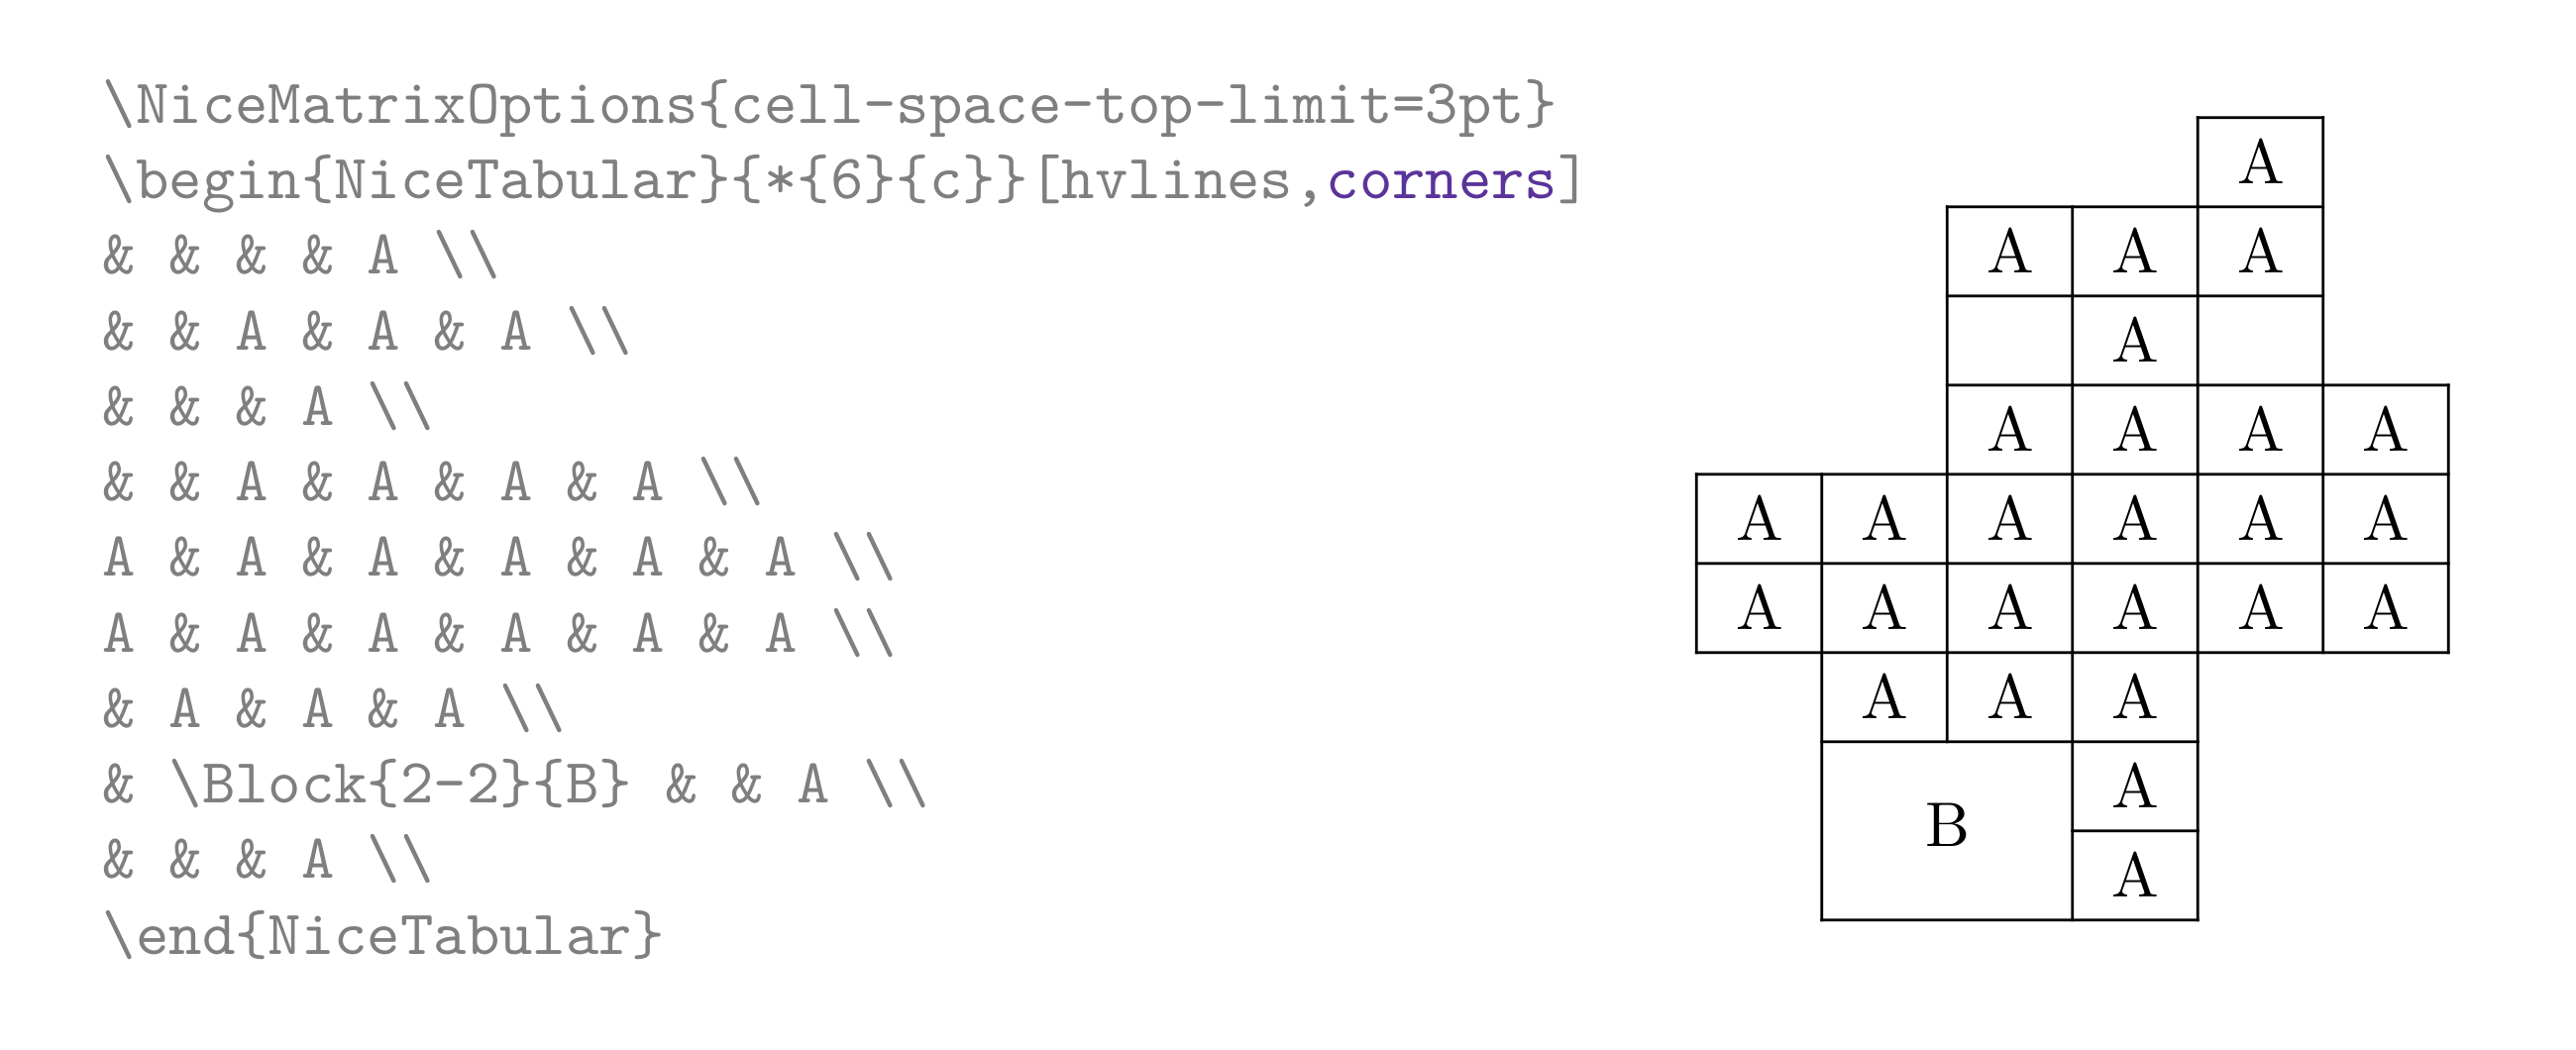 \NiceMatrixOptions{cell-space-top-limit=3pt}
\begin{NiceTabular}{*{6}{c}}[hvlines,corners]
& & & & A \\
& & A & A & A \\
& & & A \\
& & A & A & A & A \\
A & A & A & A & A & A \\
A & A & A & A & A & A \\
& A & A & A \\
& \Block{2-2}{B} & & A \\
& & & A \\
\end{NiceTabular}
A
A A A
A
A A A A
A A A A A A
A A A A A A
A A A
A
B
A